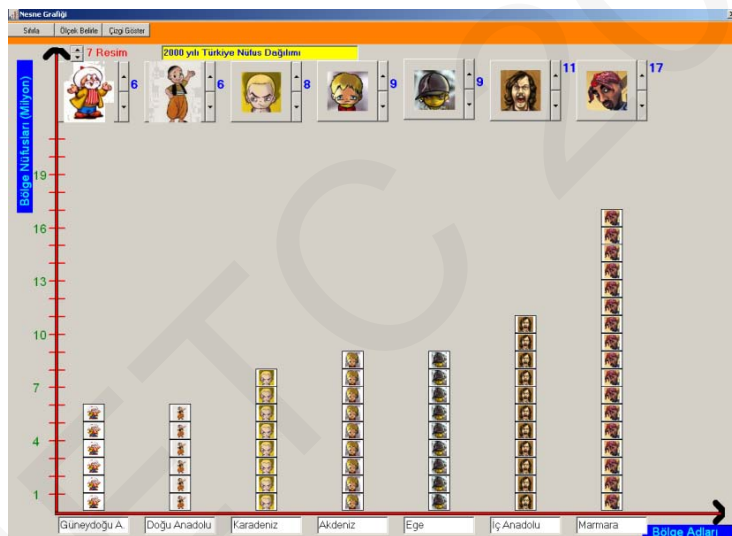 Nesne Grafiği
Sıfırla Ölçek Belirle Çizgi Göster
7 Resim 2000 yılı Türkiye Nüfus Dağılımı
6 6 8 9 9 11 17
Bölge Nüfusları (Milyon)
19
16
13
10
7
4
1
Güneydoğu A. Doğu Anadolu Karadeniz Akdeniz Ege İç Anadolu Marmara
Bölge Adları
ETC 20